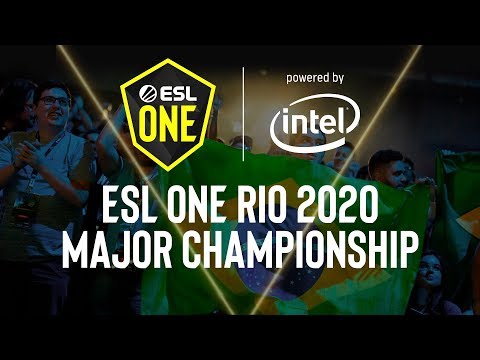 ESL
ONE
powered by
intel
ESL ONE RIO 2020
MAJOR CHAMPIONSHIP